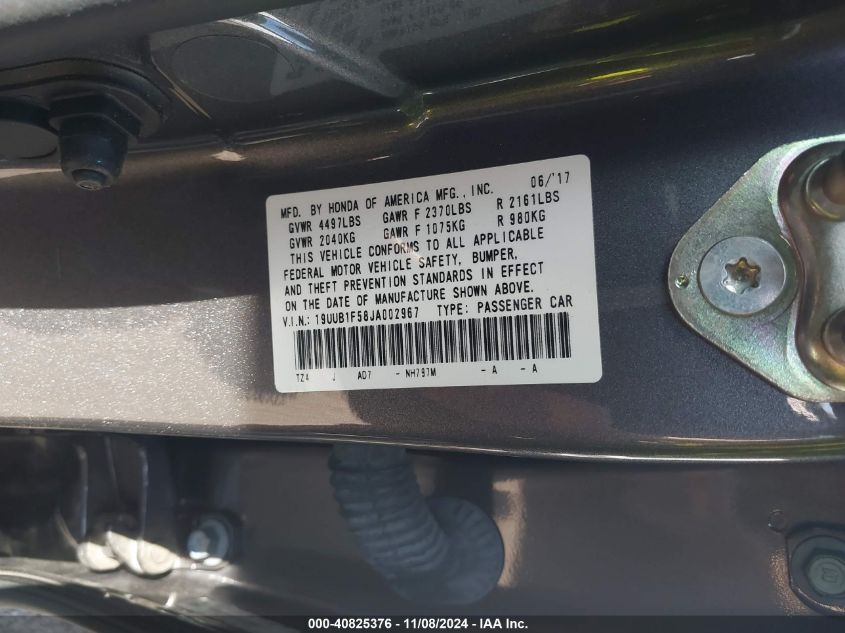 MFD. BY HONDA OF AMERICA MFG., INC. 06/'17
GVWR 4497LBS GAWR F 2370LBS R 2161LBS
GVWR 2040KG GAWR F 1075KG R 980KG
THIS VEHICLE CONFORMS TO ALL APPLICABLE
FEDERAL MOTOR VEHICLE SAFETY, BUMPER,
AND THEFT PREVENTION STANDARDS IN EFFECT
ON THE DATE OF MANUFACTURE SHOWN ABOVE.
V.I.N.: 19UUB1F58JA002967 TYPE: PASSENGER CAR
TZ4 J A07 - NH797M - A - A
000-40825376 - 11/08/2024 - IAA Inc.